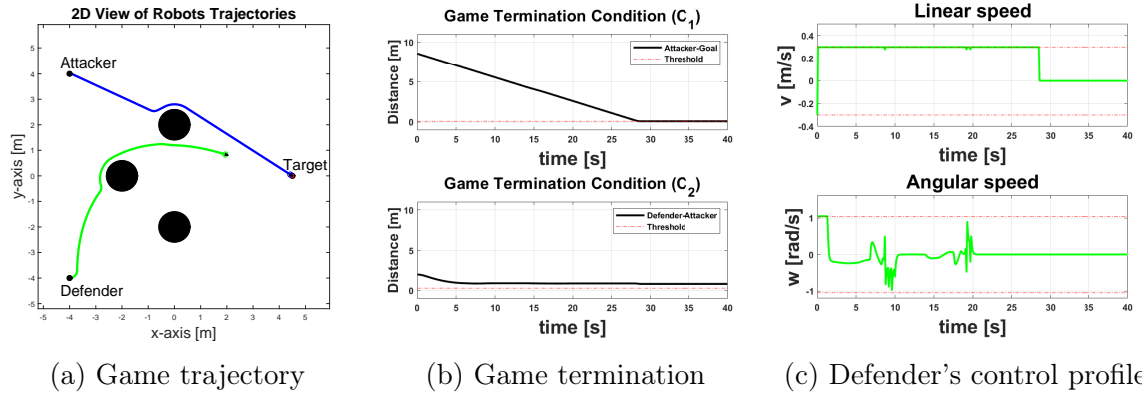 2D View of Robots Trajectories
y-axis [m]
5
4
3
2
1
0
-1
-2
-3
-4
-5
Attacker
Target
Defender
-5 -4 -3 -2 -1 0 1 2 3 4 5
x-axis [m]
(a) Game trajectory
Game Termination Condition (C1)
Distance [m]
10
5
0
Attacker-Goal
Threshold
0 5 10 15 20 25 30 35 40
time [s]
Game Termination Condition (C2)
Distance [m]
10
5
0
Defender-Attacker
Threshold
0 5 10 15 20 25 30 35 40
time [s]
(b) Game termination
Linear speed
v [m/s]
0.4
0.2
0
-0.2
-0.4
0 5 10 15 20 25 30 35 40
time [s]
Angular speed
w [rad/s]
1
0
-1
0 5 10 15 20 25 30 35 40
time [s]
(c) Defender's control profile